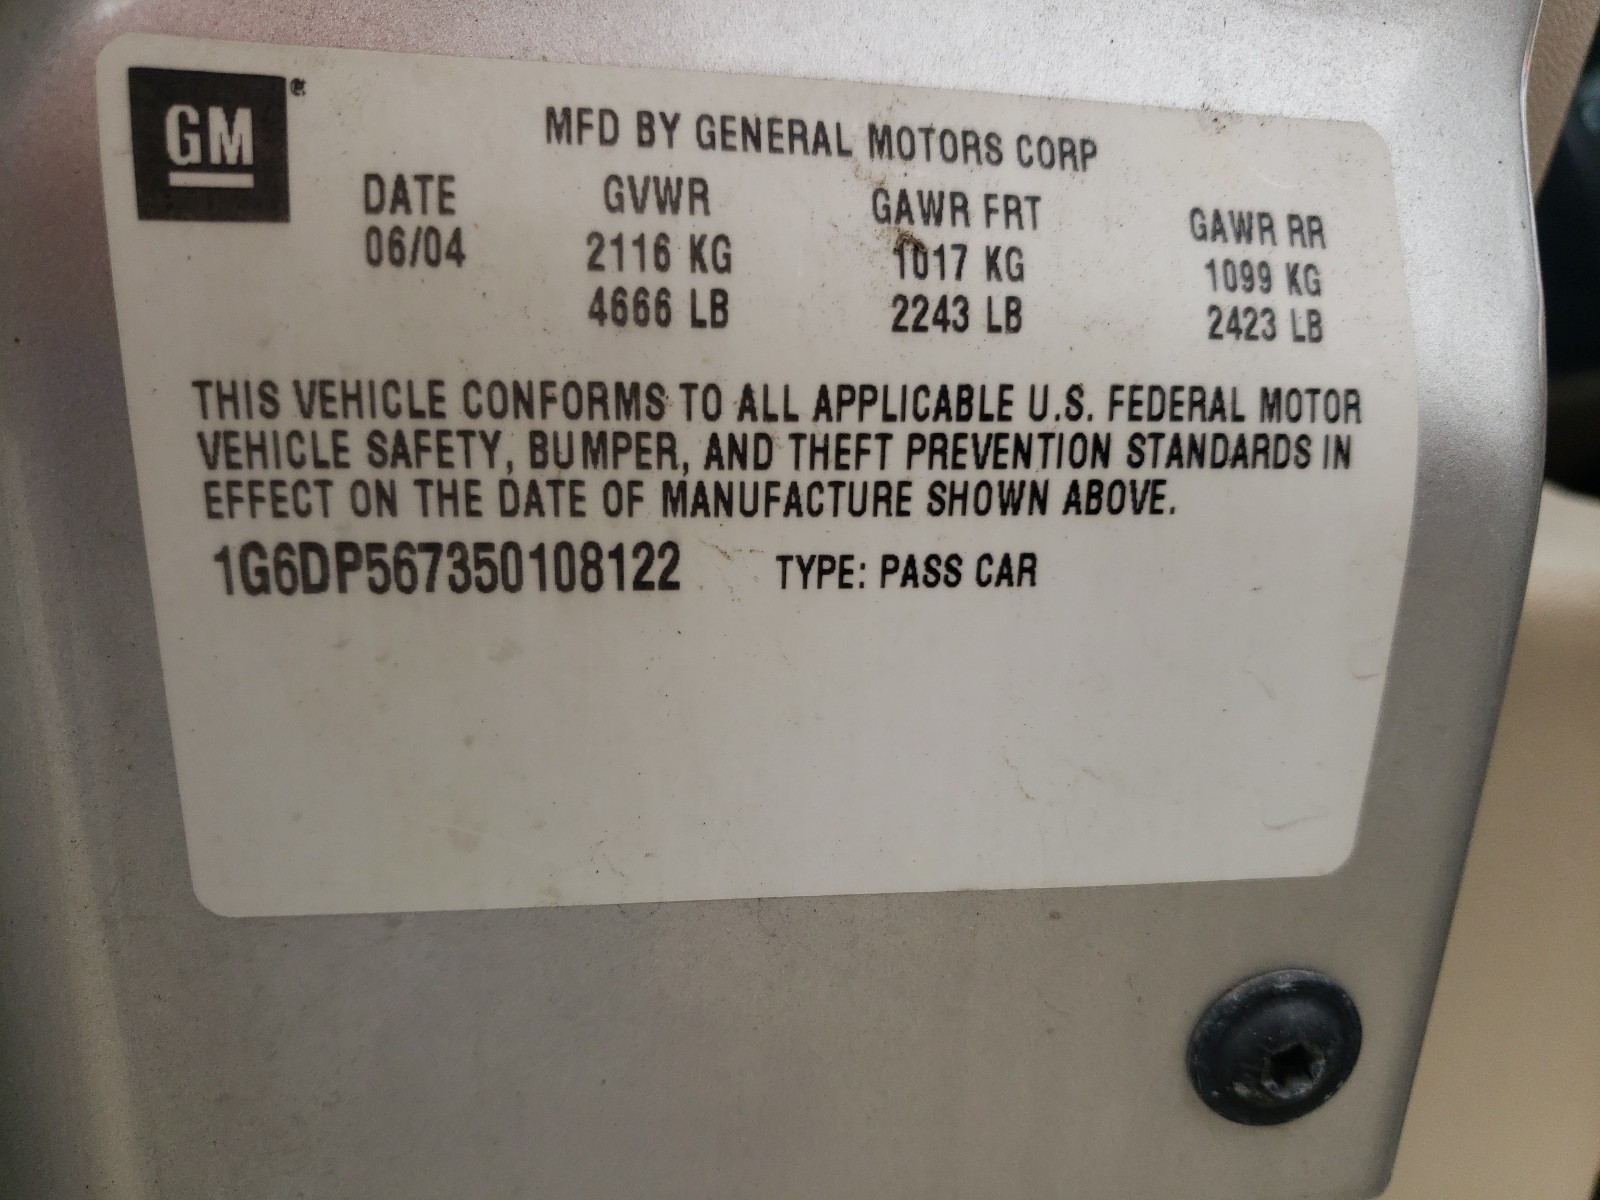 GM
MFD BY GENERAL MOTORS CORP
DATE GVWR GAWR FRT GAWR RR
06/04 2116 KG 1017 KG 1099 KG
4666 LB 2243 LB 2423 LB
THIS VEHICLE CONFORMS TO ALL APPLICABLE U.S. FEDERAL MOTOR
VEHICLE SAFETY, BUMPER, AND THEFT PREVENTION STANDARDS IN
EFFECT ON THE DATE OF MANUFACTURE SHOWN ABOVE.
1G6DP567350108122 TYPE: PASS CAR